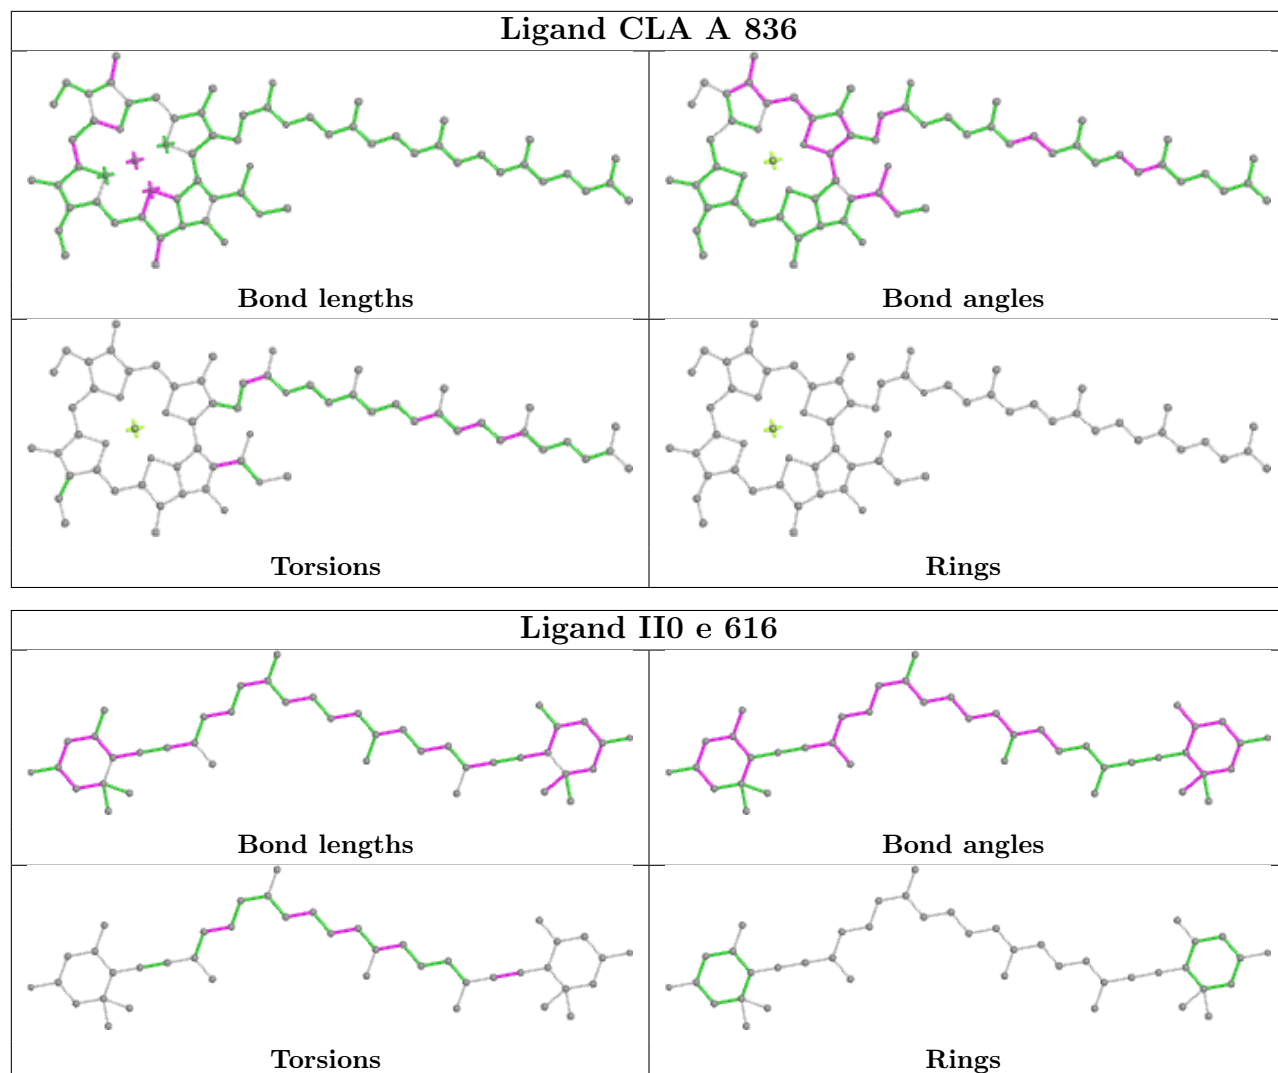 Ligand CLA A 836
Bond lengths
Bond angles
Torsions
Rings
Ligand II0 e 616
Bond lengths
Bond angles
Torsions
Rings